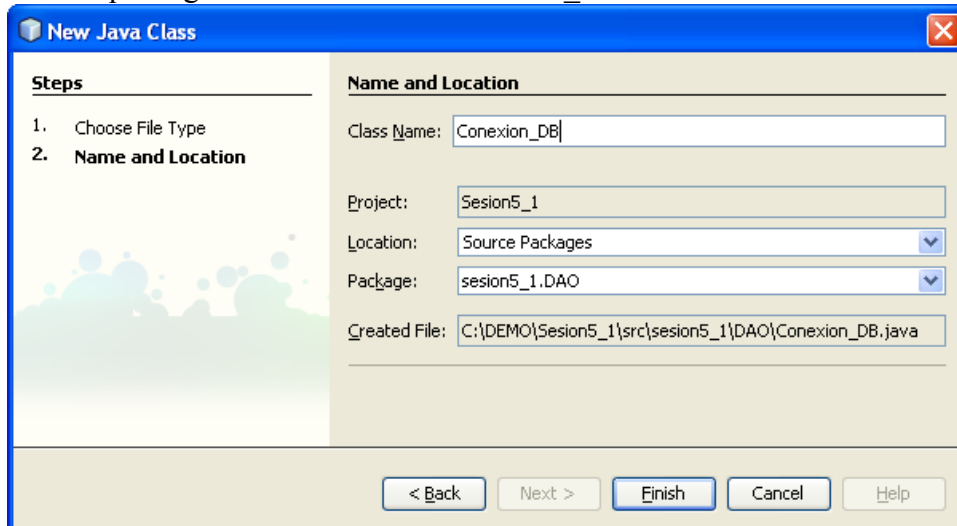 New Java Class
Steps
1. Choose File Type
2. Name and Location
Name and Location
Class Name: Conexion_DB
Project: Sesion5_1
Location: Source Packages
Package: sesion5_1.DAO
Created File: C:\DEMO\Sesion5_1\src\sesion5_1\DAO\Conexion_DB.java
< Back Next > Finish Cancel Help